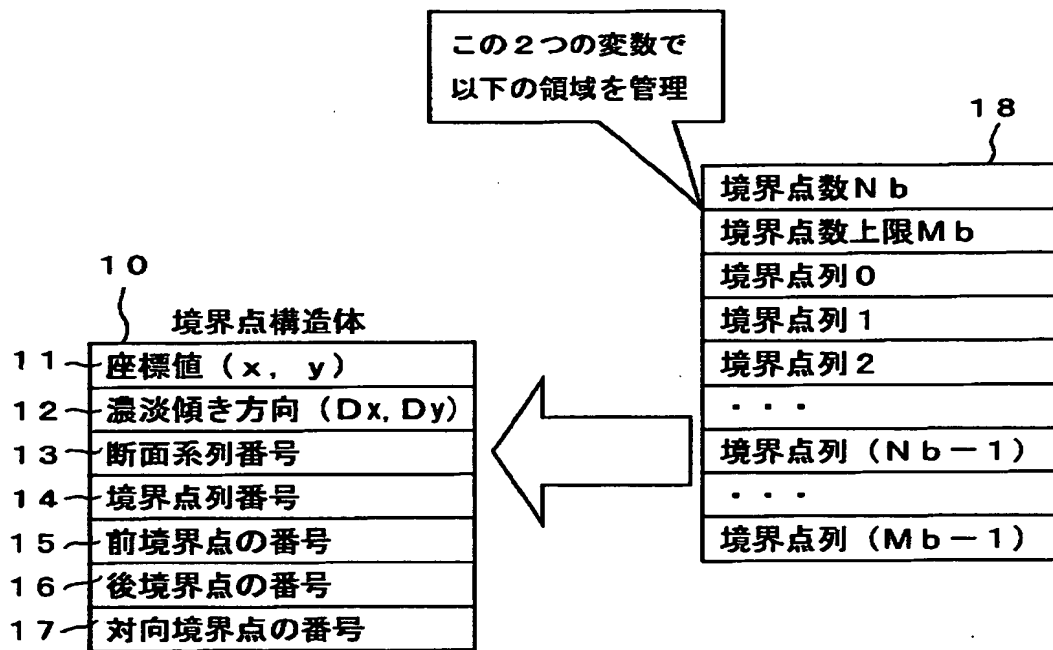 この２つの変数で
以下の領域を管理
１８
境界点数Ｎｂ
境界点数上限Ｍｂ
境界点列０
境界点列１
境界点列２
・・・
境界点列（Ｎｂ－１）
・・・
境界点列（Ｍｂ－１）
１０
境界点構造体
１１ 座標値（ｘ，ｙ）
１２ 濃淡傾き方向（Ｄｘ，Ｄｙ）
１３ 断面系列番号
１４ 境界点列番号
１５ 前境界点の番号
１６ 後境界点の番号
１７ 対向境界点の番号